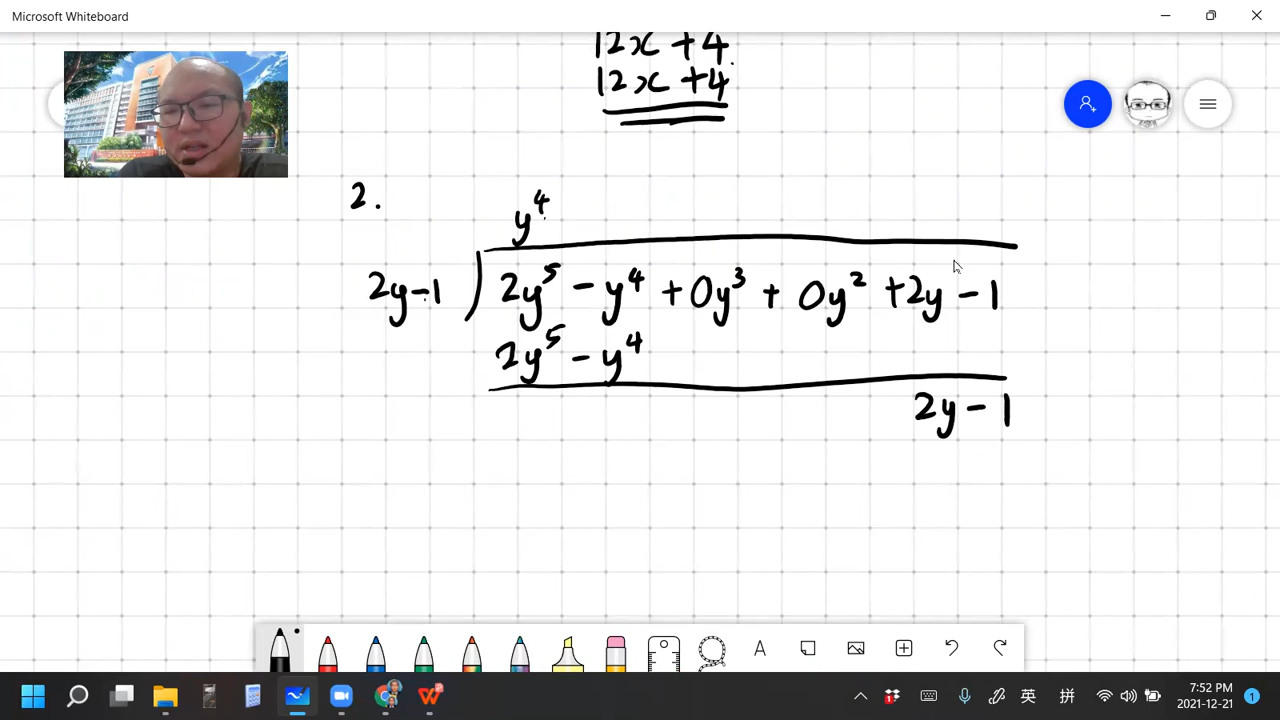 Microsoft Whiteboard
12x + 4
12x + 4
2.
y⁴
2y-1 ) 2y⁵ - y⁴ + 0y³ + 0y² + 2y - 1
2y⁵ - y⁴
2y - 1
A
英 拼 7:52 PM
2021-12-21 1